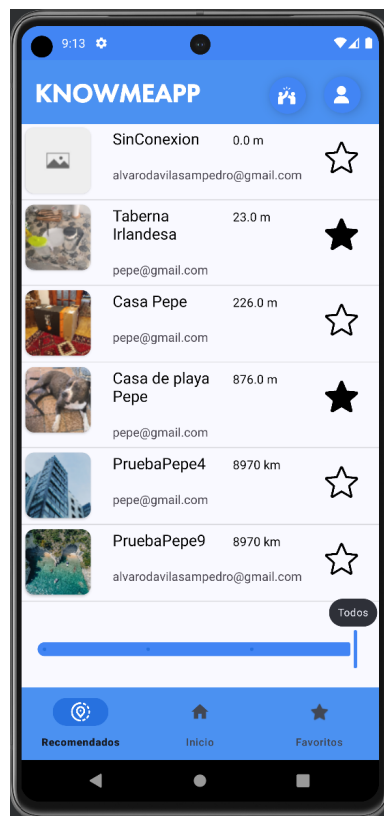 9:13
KNOWMEAPP
SinConexion 0.0 m
alvarodavilasampedro@gmail.com
Taberna 23.0 m
Irlandesa
pepe@gmail.com
Casa Pepe 226.0 m
pepe@gmail.com
Casa de playa 876.0 m
Pepe
pepe@gmail.com
PruebaPepe4 8970 km
pepe@gmail.com
PruebaPepe9 8970 km
alvarodavilasampedro@gmail.com
Todos
Recomendados Inicio Favoritos